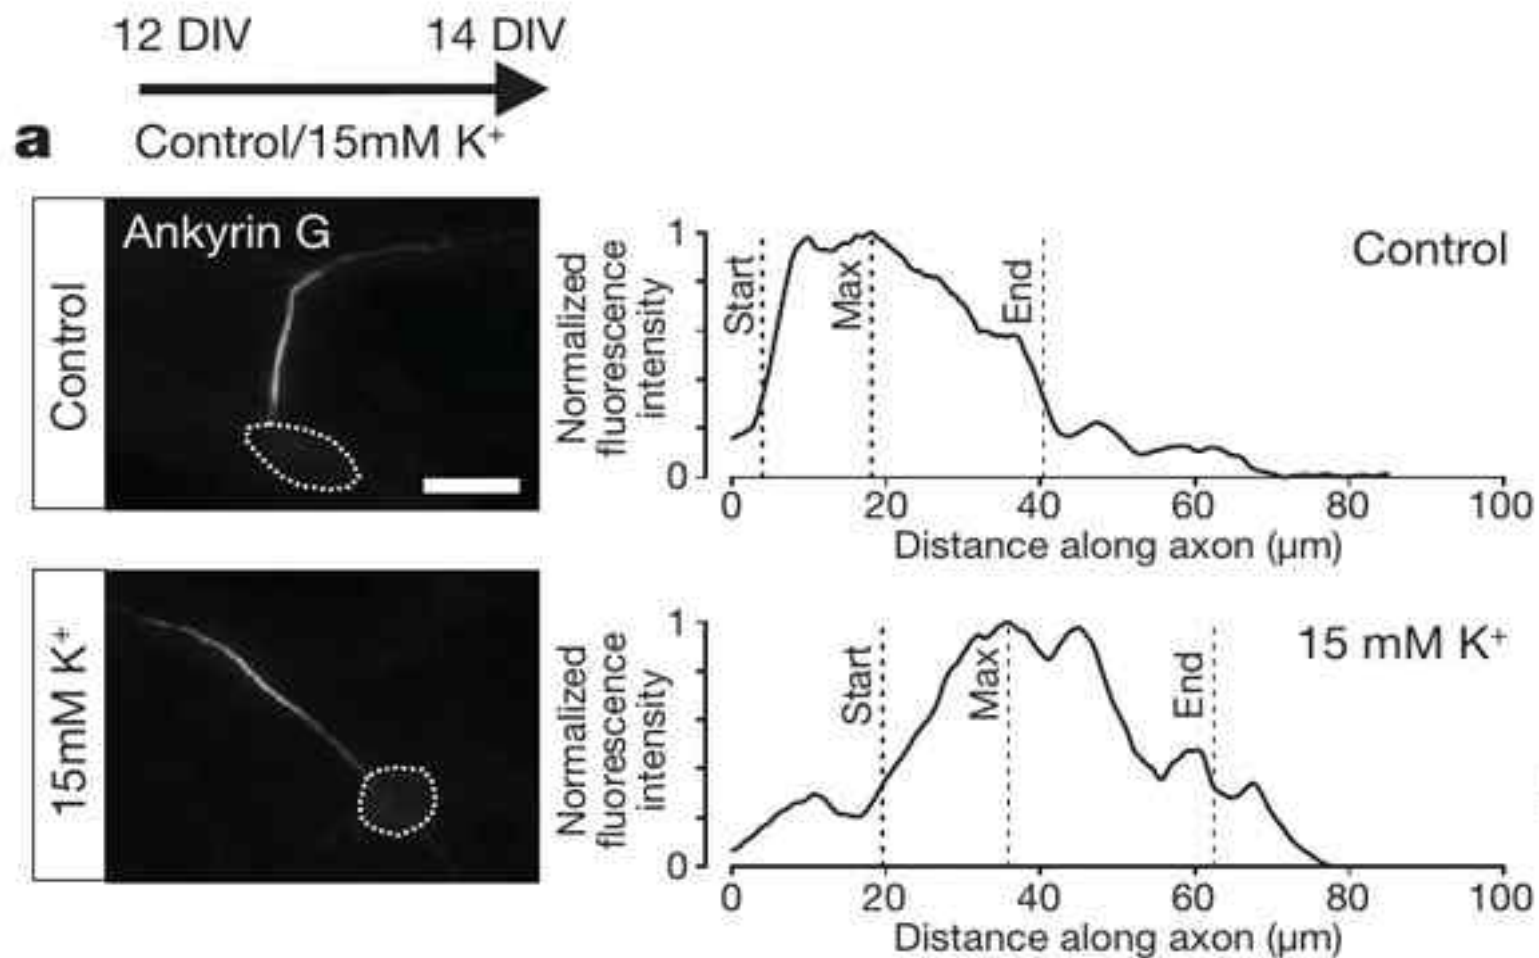 12 DIV 14 DIV
a Control/15mM K⁺
Control
Ankyrin G
Normalized
fluorescence
intensity
1
0
Start
Max
End
Control
0 20 40 60 80 100
Distance along axon (µm)
15mM K⁺
Normalized
fluorescence
intensity
1
0
Start
Max
End
15 mM K⁺
0 20 40 60 80 100
Distance along axon (µm)